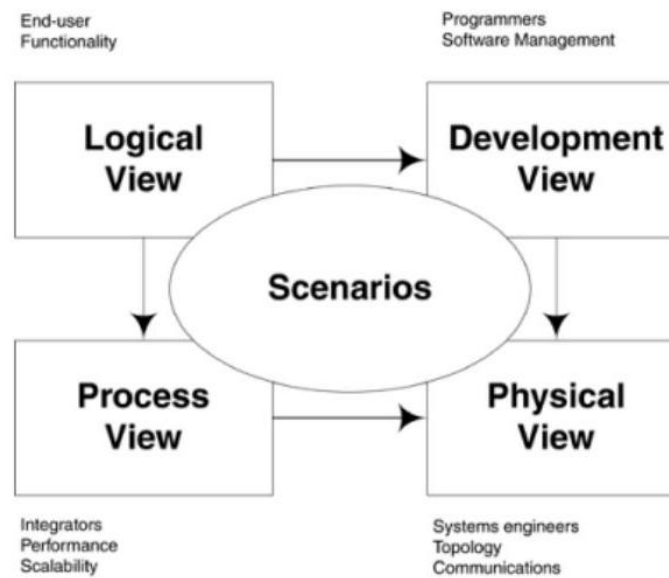 End-user
Functionality
Programmers
Software Management
Logical
View
Development
View
Scenarios
Process
View
Physical
View
Integrators
Performance
Scalability
Systems engineers
Topology
Communications